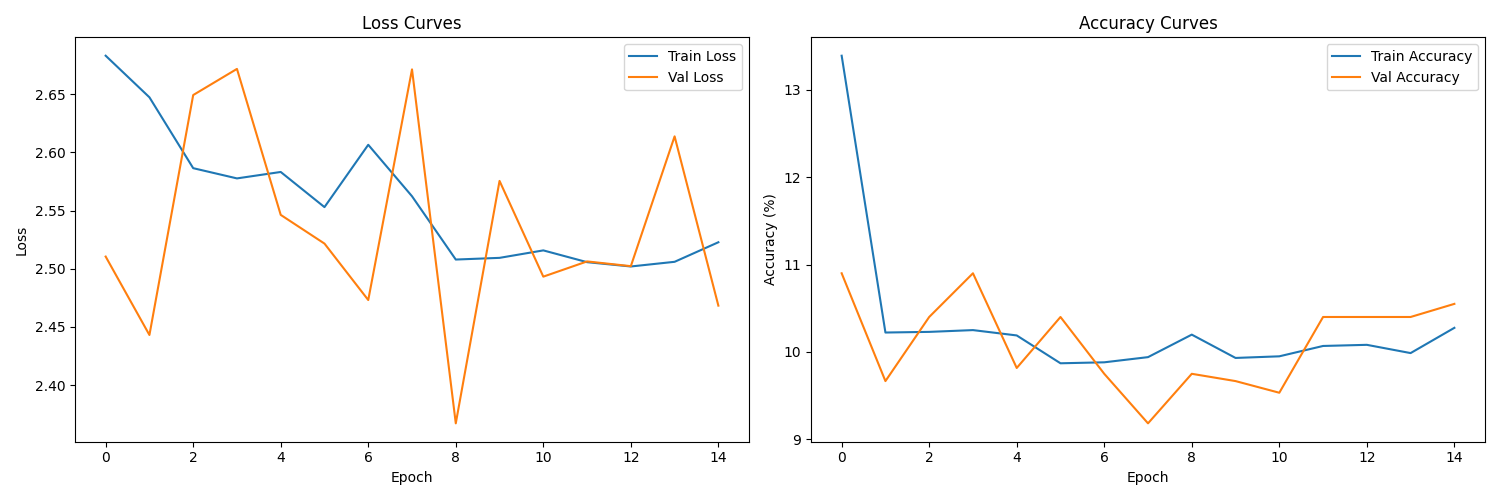 Loss Curves
Train Loss
Val Loss
2.65
2.60
2.55
2.50
2.45
2.40
Loss
0 2 4 6 8 10 12 14
Epoch
Accuracy Curves
Train Accuracy
Val Accuracy
13
12
11
10
9
Accuracy (%)
0 2 4 6 8 10 12 14
Epoch